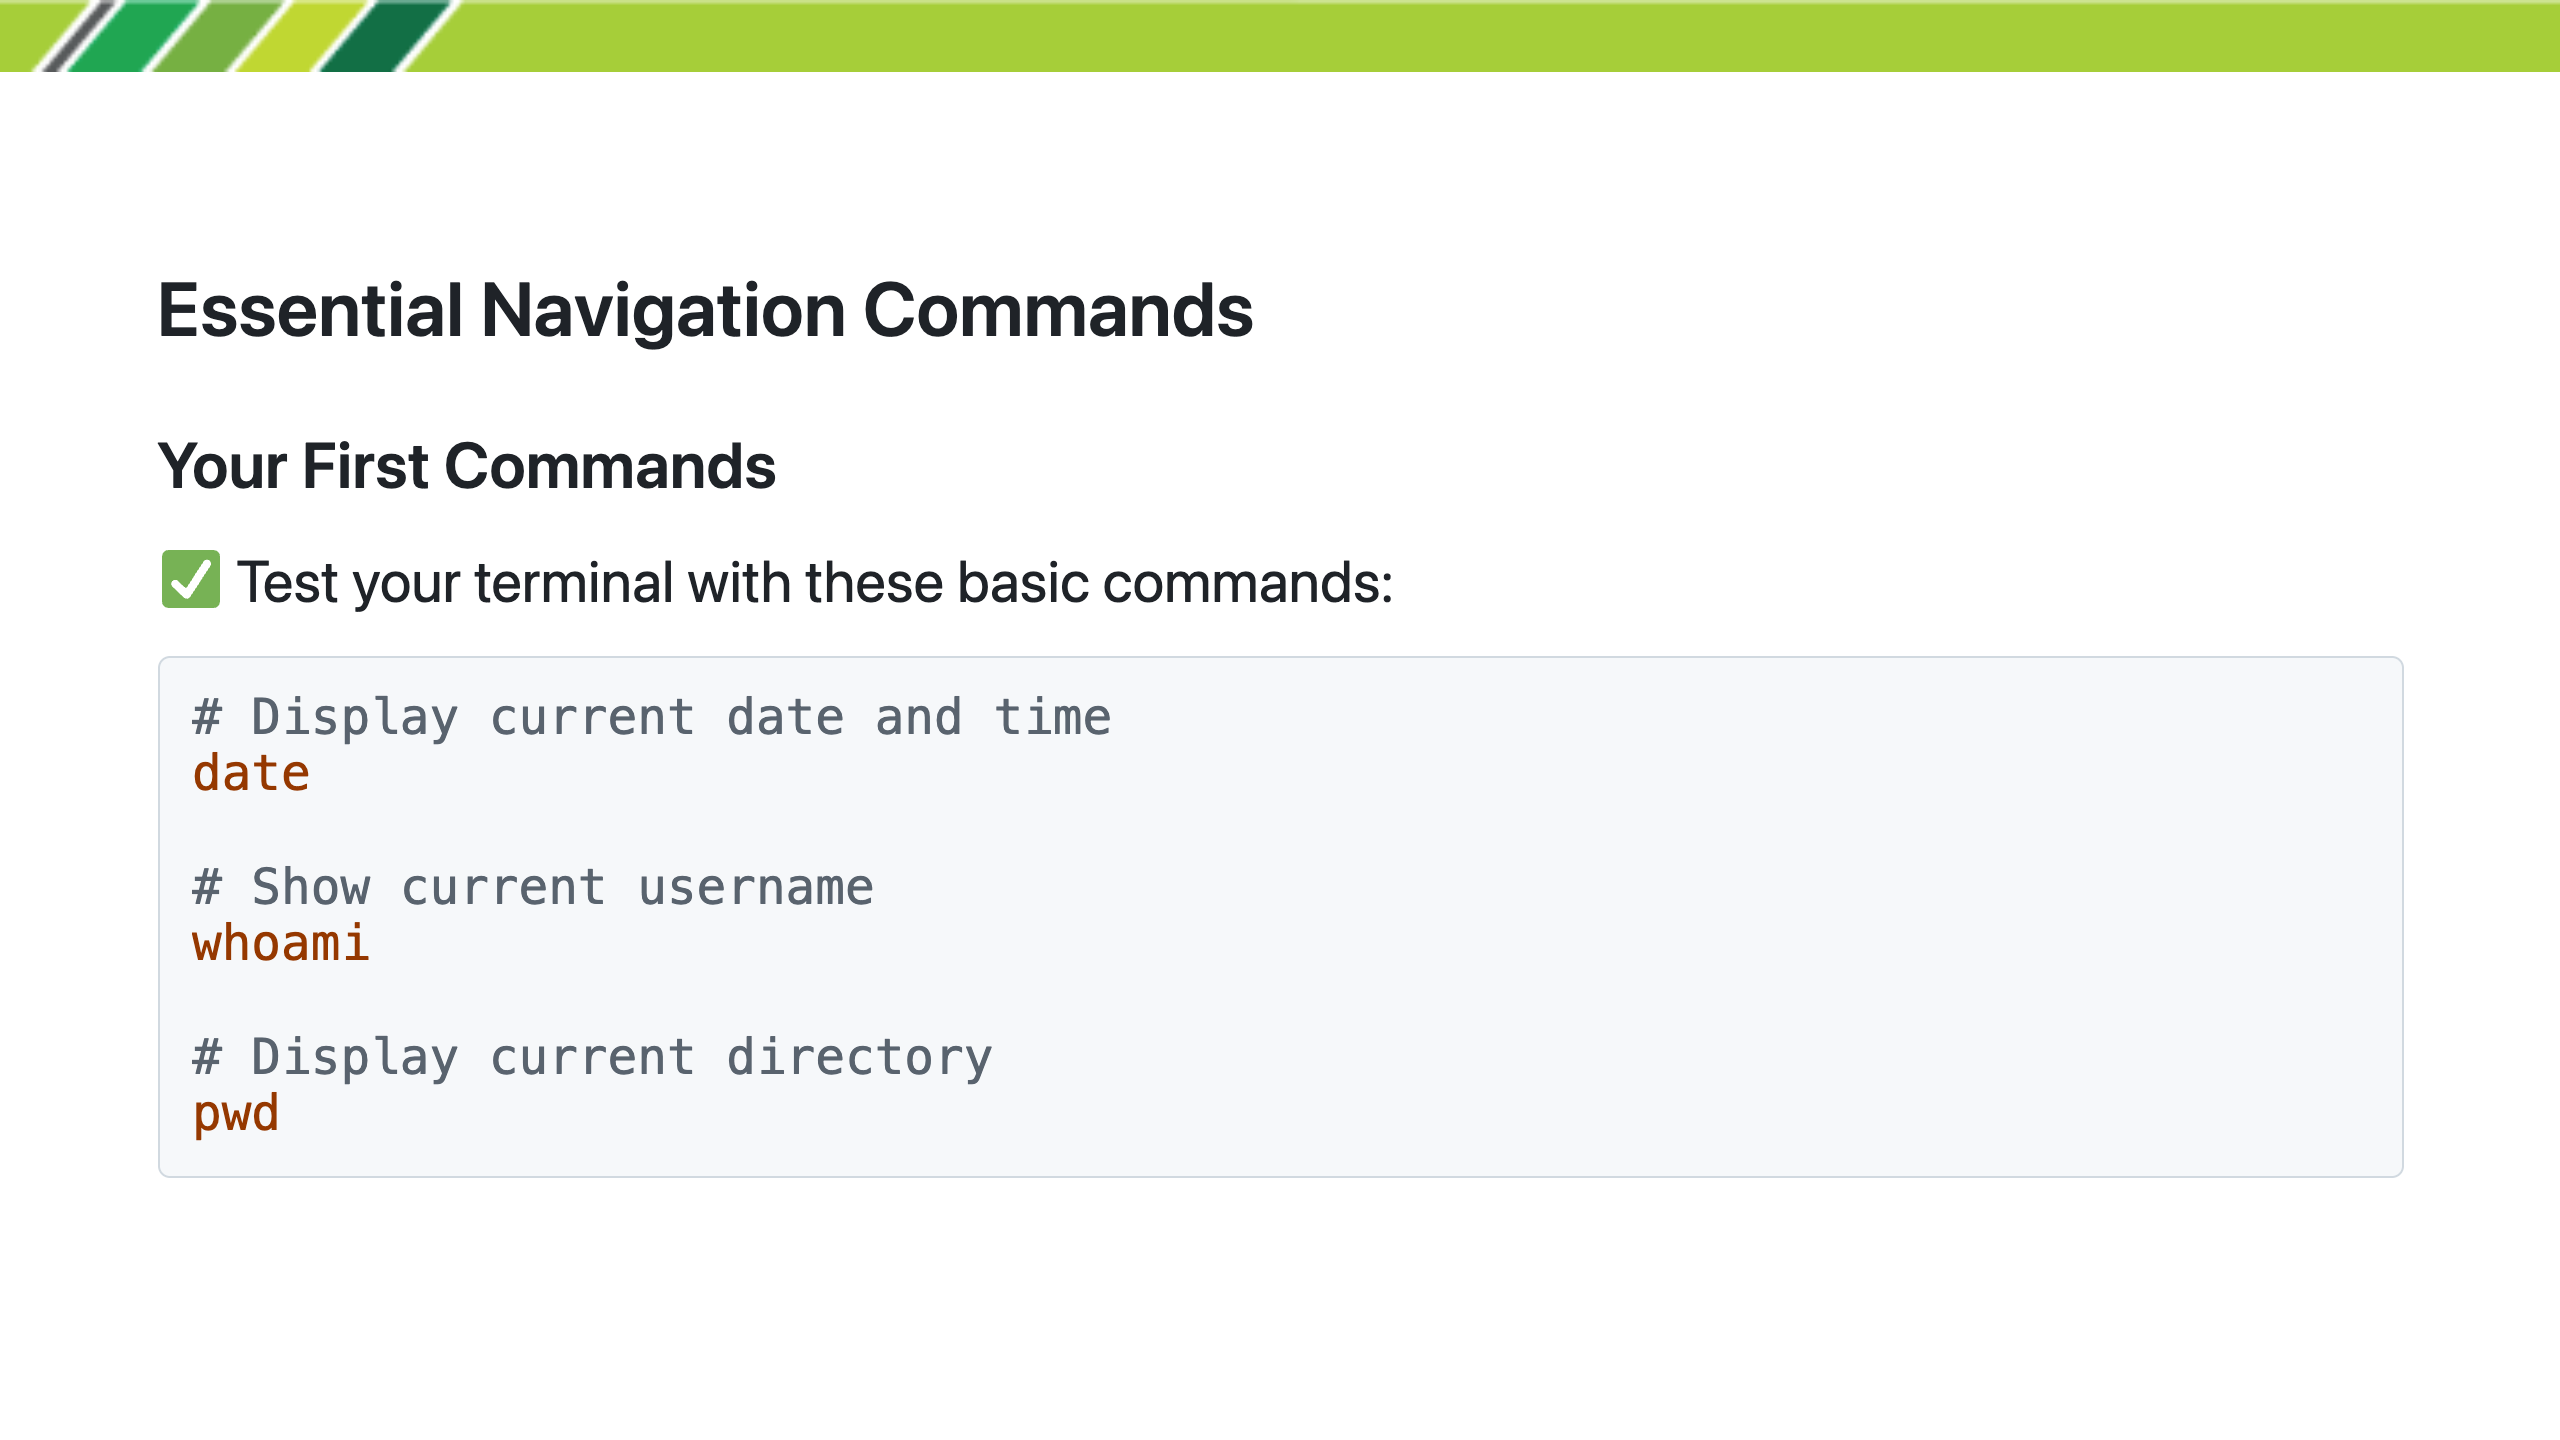 Essential Navigation Commands
Your First Commands
✅ Test your terminal with these basic commands:
# Display current date and time
date
# Show current username
whoami
# Display current directory
pwd